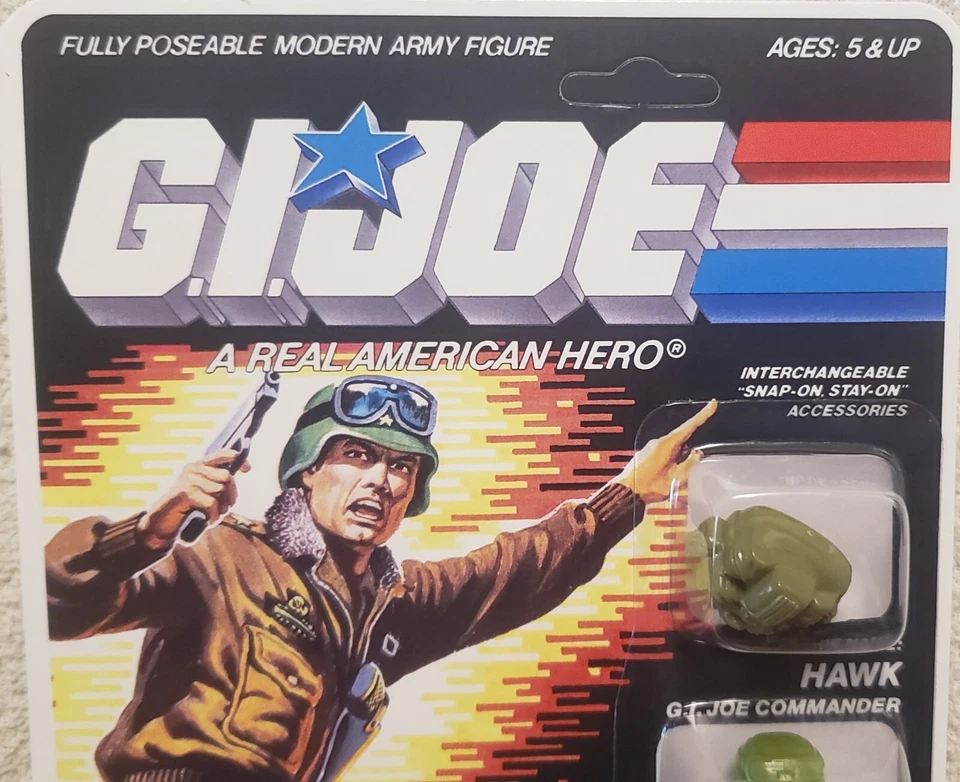 FULLY POSEABLE MODERN ARMY FIGURE
AGES: 5 & UP
G.I. JOE
A REAL AMERICAN HERO®
INTERCHANGEABLE
"SNAP-ON, STAY-ON"
ACCESSORIES
HAWK
G.I. JOE COMMANDER